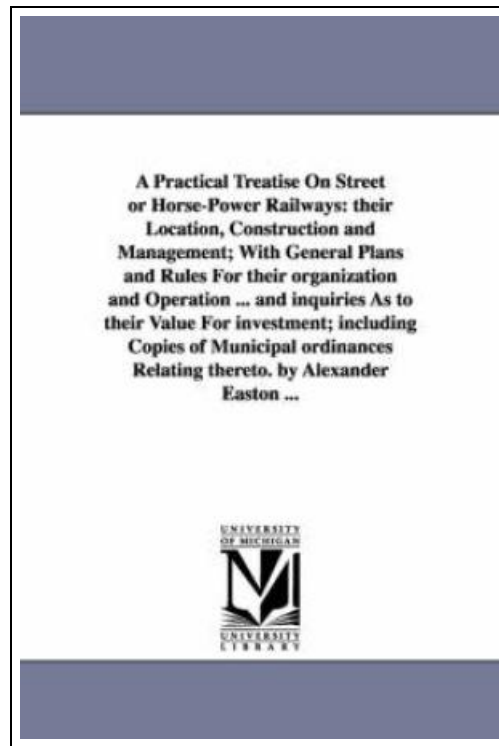 A Practical Treatise On Street
or Horse-Power Railways: their
Location, Construction and
Management; With General Plans
and Rules For their organization
and Operation ... and inquiries As to
their Value For investment; including
Copies of Municipal ordinances
Relating thereto. by Alexander
Easton ...
UNIVERSITY
OF MICHIGAN
UNIVERSITY
LIBRARY